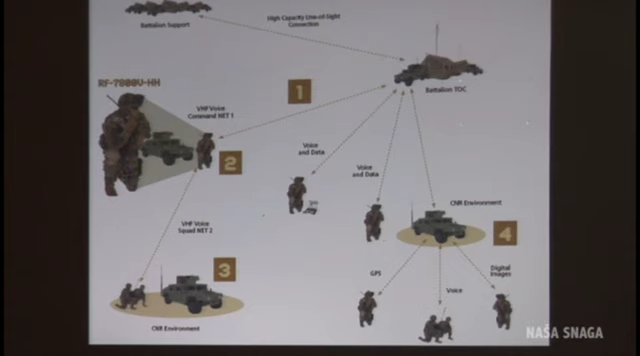 Battalion Support
High Capacity Line-of-Sight
Connection
Battalion TOC
RF-7800V-HH
VHF Voice
Command NET 1
1
2
Voice
and Data
Voice
and Data
CNR Environment
4
VHF Voice
Squad NET 2
3
CNR Environment
GPS
Voice
Digital
Images
NAŠA SNAGA